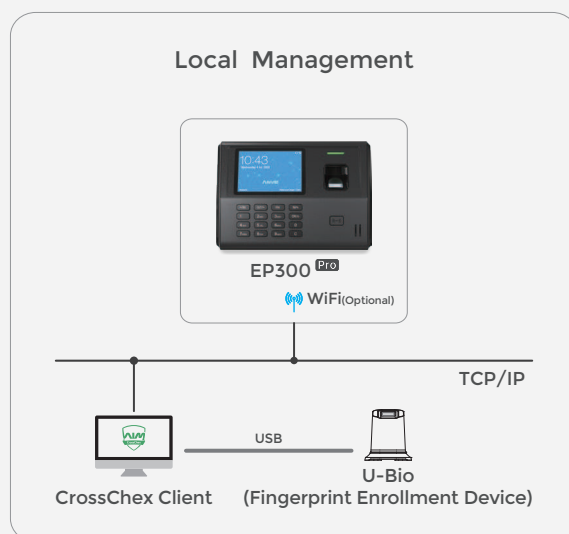 Local Management
10:43
EP300 Pro
WiFi(Optional)
TCP/IP
USB
CrossChex Client
U-Bio
(Fingerprint Enrollment Device)